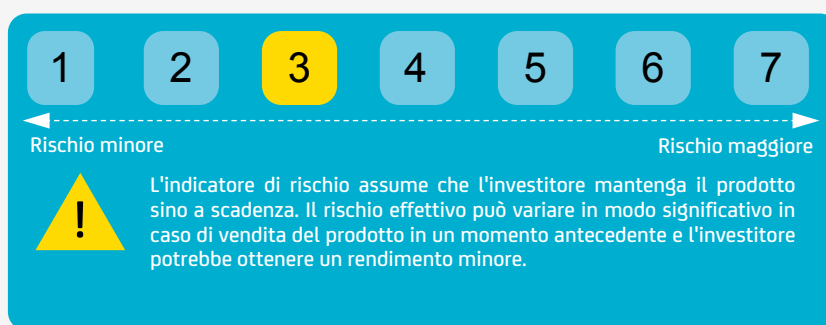 1 2 3 4 5 6 7
Rischio minore Rischio maggiore
! L'indicatore di rischio assume che l'investitore mantenga il prodotto
sino a scadenza. Il rischio effettivo può variare in modo significativo in
caso di vendita del prodotto in un momento antecedente e l'investitore
potrebbe ottenere un rendimento minore.